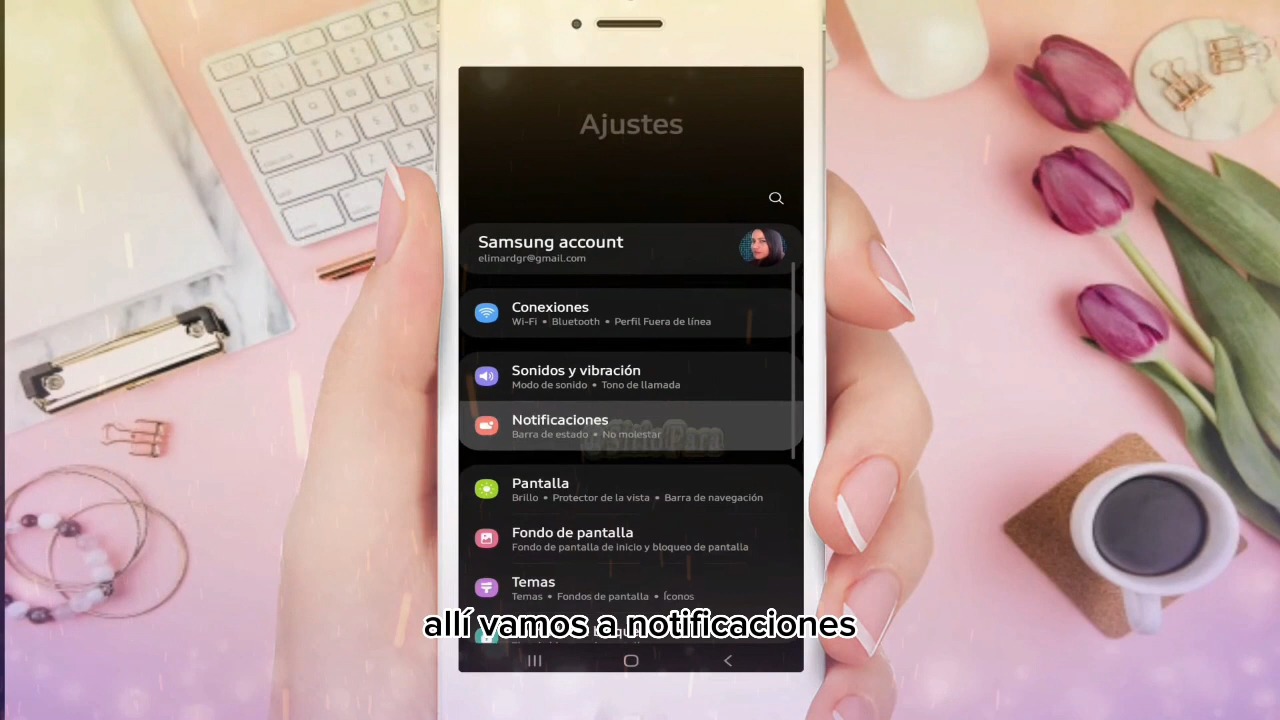 Ajustes
Samsung account
elimardgr@gmail.com
Conexiones
Wi-Fi • Bluetooth • Perfil Fuera de línea
Sonidos y vibración
Modo de sonido • Tono de llamada
Notificaciones
Barra de estado • No molestar
Pantalla
Brillo • Protector de la vista • Barra de navegación
Fondo de pantalla
Fondo de pantalla de inicio y bloqueo de pantalla
Temas
Temas • Fondos de pantalla • Íconos
allí vamos a notificaciones